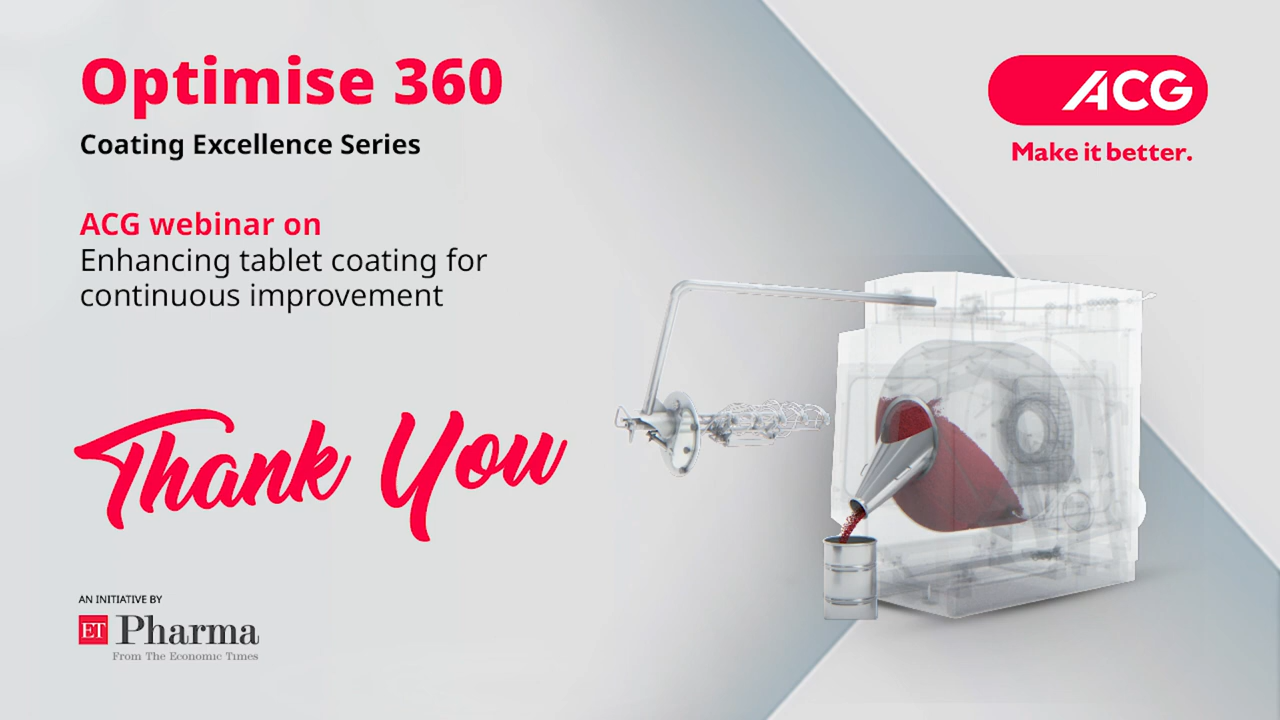 Optimise 360
Coating Excellence Series
ACG
Make it better.
ACG webinar on
Enhancing tablet coating for
continuous improvement
Thank You
AN INITIATIVE BY
ET Pharma
From The Economic Times